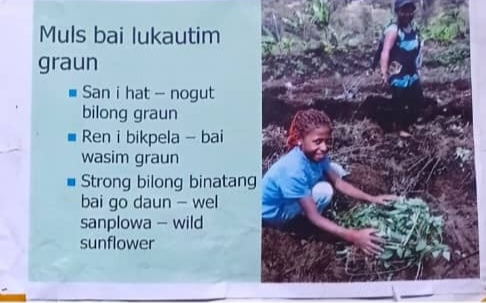 Muls bai lukautim
graun
San i hat – nogut
bilong graun
Ren i bikpela – bai
wasim graun
Strong bilong binatang
bai go daun – wel
sanplowa – wild
sunflower